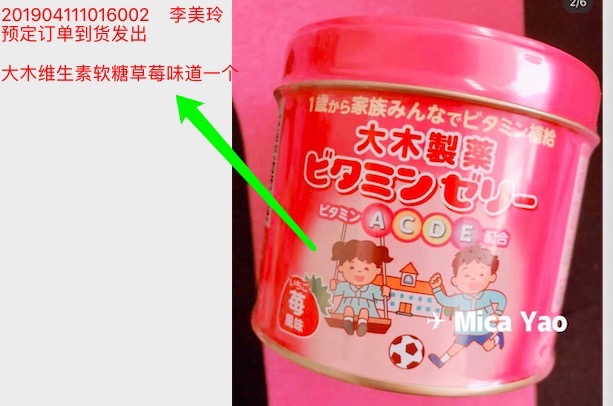 2/6
201904111016002 李美玲
预定订单到货发出
大木维生素软糖草莓味道一个
1歳から家族みんなでビタミン補給
大木製薬
ビタミンゼリー
ビタミン ACDE 配合
いちご
苺
風味
Mica Yao